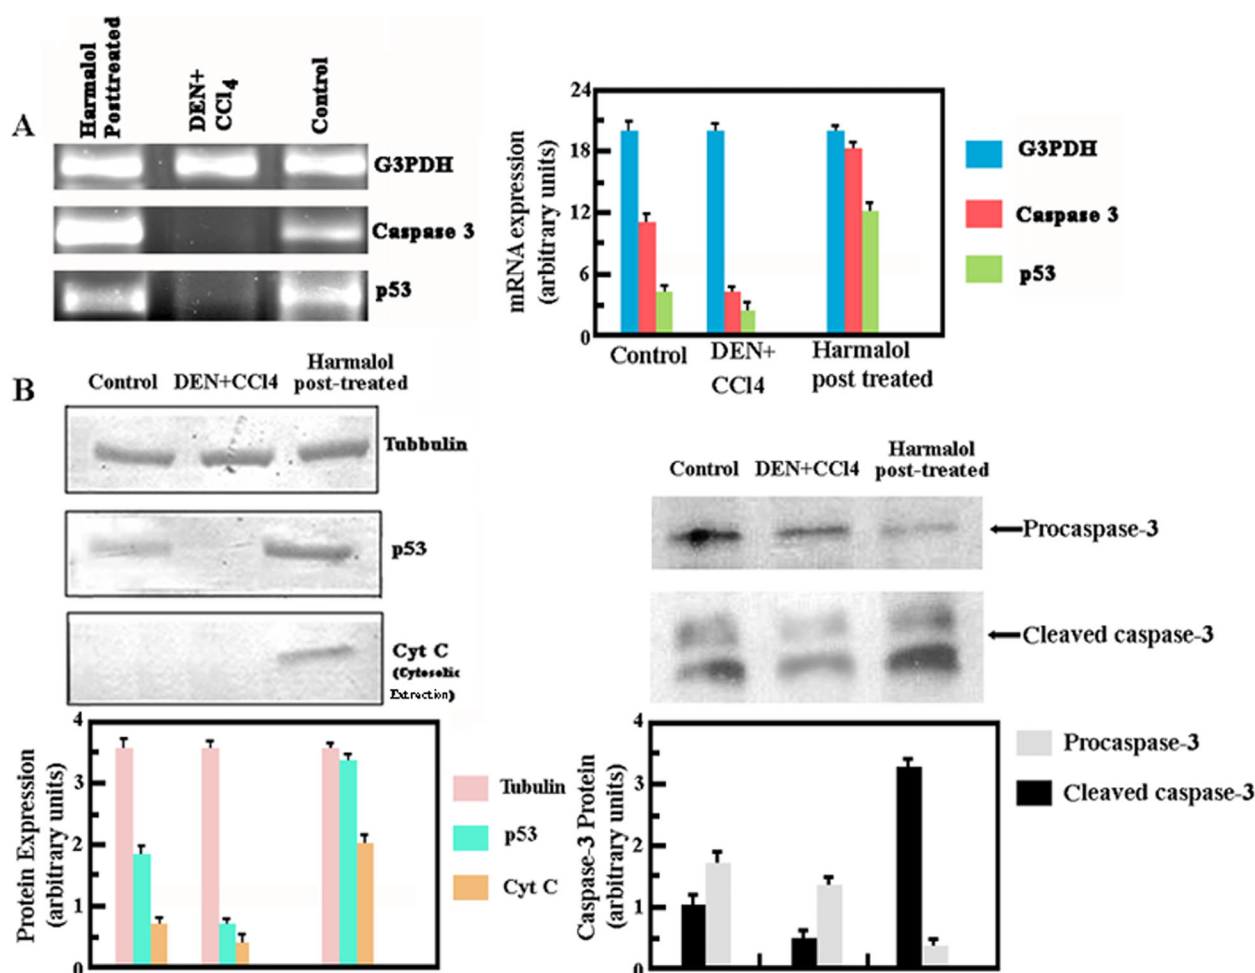 A
Harmalol
Posttreated
DEN+
CCl4
Control
G3PDH
Caspase 3
p53
mRNA expression
(arbitrary units)
24
18
12
6
0
Control
DEN+
CCl4
Harmalol
post treated
G3PDH
Caspase 3
p53
B
Control
DEN+CCl4
Harmalol
post-treated
Tubbulin
p53
Cyt C
(Cytosolic
Extraction)
Protein Expression
(arbitrary units)
4
3
2
1
0
Tubulin
p53
Cyt C
Control
DEN+CCl4
Harmalol
post-treated
Procaspase-3
Cleaved caspase-3
Caspase-3 Protein
(arbitrary units)
4
3
2
1
0
Procaspase-3
Cleaved caspase-3